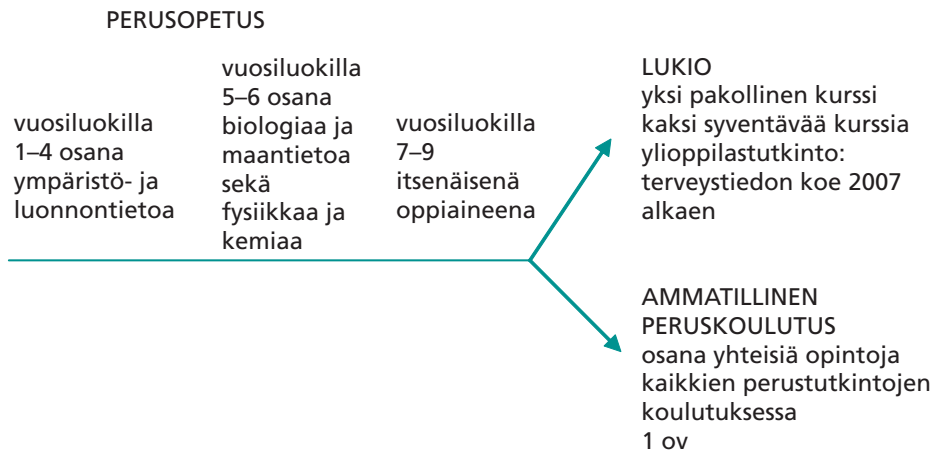 PERUSOPETUS
vuosiluokilla
1–4 osana
ympäristö- ja
luonnontietoa
vuosiluokilla
5–6 osana
biologiaa ja
maantietoa
sekä
fysiikkaa ja
kemiaa
vuosiluokilla
7–9
itsenäisenä
oppiaineena
LUKIO
yksi pakollinen kurssi
kaksi syventävää kurssia
ylioppilastutkinto:
terveystiedon koe 2007
alkaen
AMMATILLINEN
PERUSKOULUTUS
osana yhteisiä opintoja
kaikkien perustutkintojen
koulutuksessa
1 ov